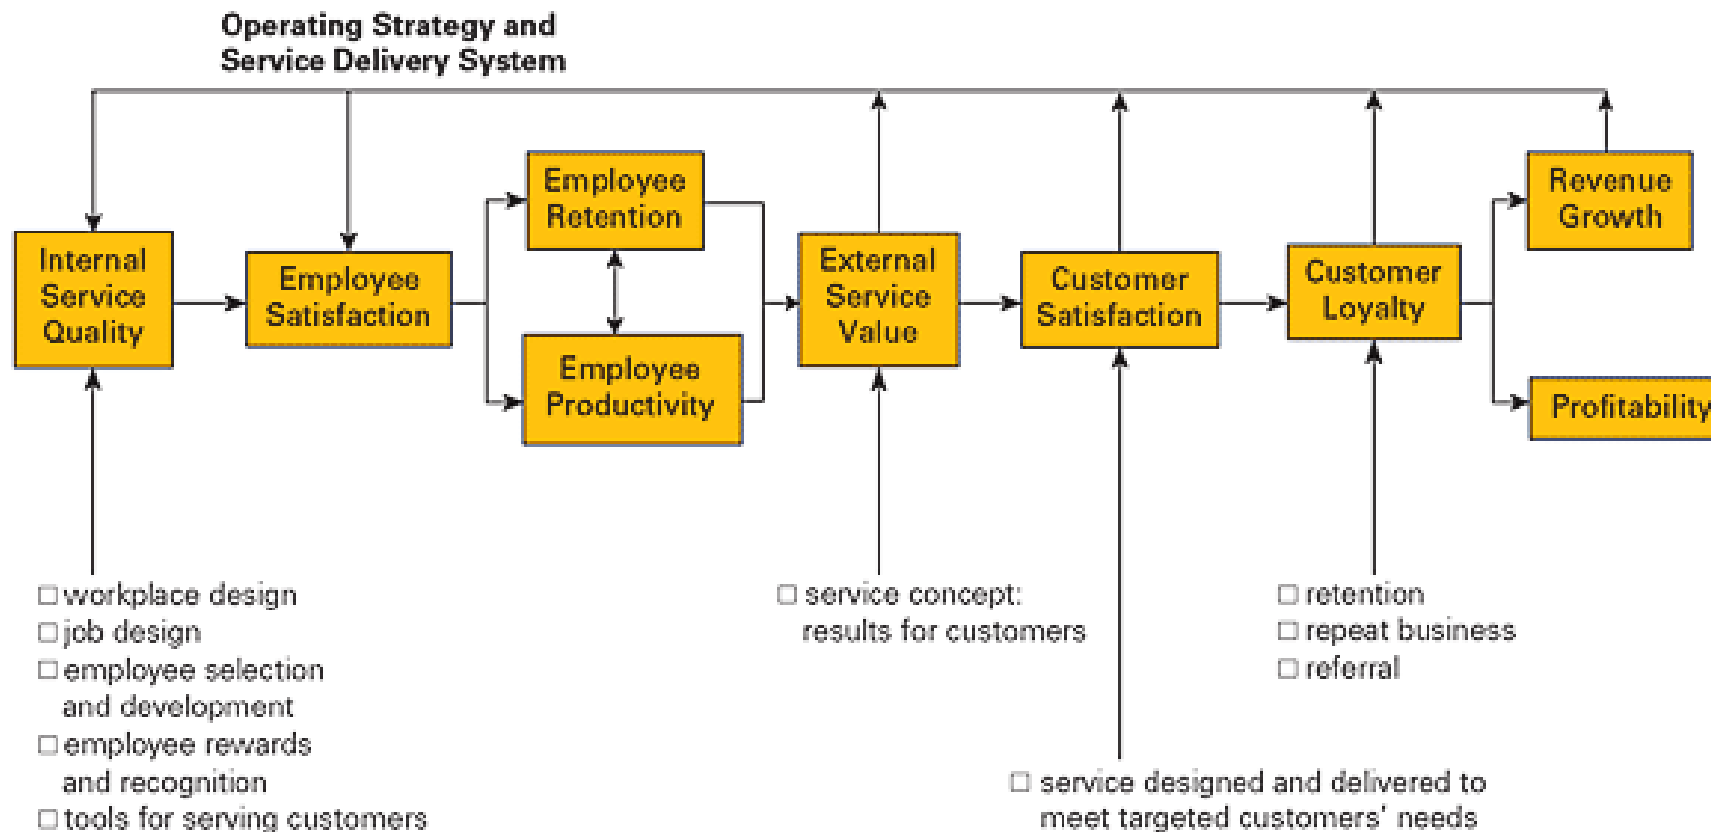 Operating Strategy and
Service Delivery System
Internal
Service
Quality
Employee
Satisfaction
Employee
Retention
Employee
Productivity
External
Service
Value
Customer
Satisfaction
Customer
Loyalty
Revenue
Growth
Profitability
□ workplace design
□ job design
□ employee selection
and development
□ employee rewards
and recognition
□ tools for serving customers
□ service concept:
results for customers
□ service designed and delivered to
meet targeted customers' needs
□ retention
□ repeat business
□ referral